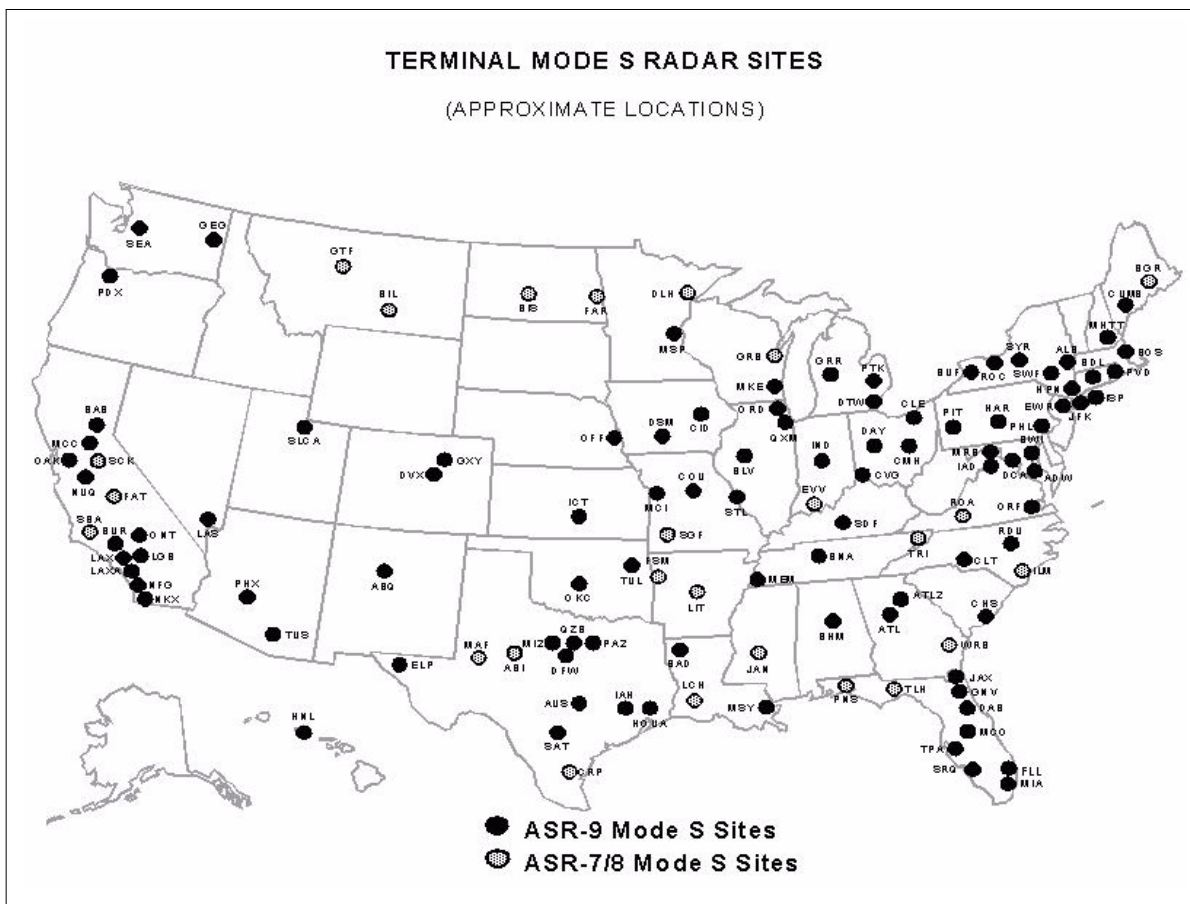 TERMINAL MODE S RADAR SITES
(APPROXIMATE LOCATIONS)
SEA
GEG
PDX
GTF
BIL
BIS
FAR
DLH
MSP
GRB
MKE
ORD
QXM
GRR
PTK
DTW
BGR
CUMB
MHTT
BOS
ALB
BDL
PVD
SYR
SWF
ROC
BUF
HPN
ISP
JFK
EWR
PHL
HAR
PIT
CLE
BWI
MRB
IAD
DCA
ADW
BAB
MCC
OAK
SCK
NUQ
FAT
SBA
BUR
ONT
LAX
LGB
LAXA
NFG
NKX
LAS
SLCA
DVX
GXY
OFF
DSM
CID
BLV
IND
DAY
CMH
CVG
EVV
SDF
ROA
ORF
RDU
TRI
CLT
ILM
ICT
MCI
COU
STL
SGF
FSM
TUL
OKC
LIT
MEM
BNA
PHX
TUS
ABQ
ELP
MAF
ABI
MIZ
QZB
PAZ
DFW
BAD
JAN
BHM
ATL
ATLZ
CHS
WRB
AUS
IAH
HOUA
LCH
MSY
PNS
TLH
JAX
GNV
DAB
MCO
TPA
SRQ
FLL
MIA
SAT
CRP
HNL
ASR-9 Mode S Sites
ASR-7/8 Mode S Sites